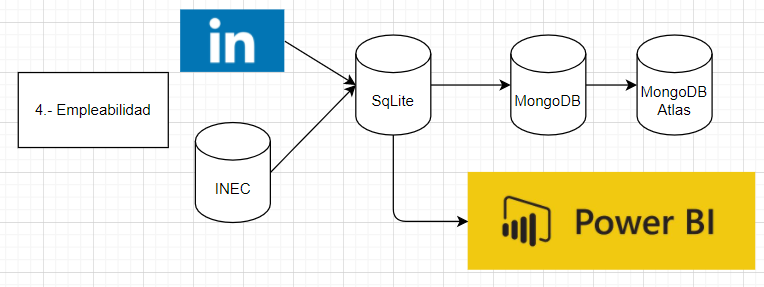 in
4.- Empleabilidad
SqLite
MongoDB
MongoDB
Atlas
INEC
Power BI